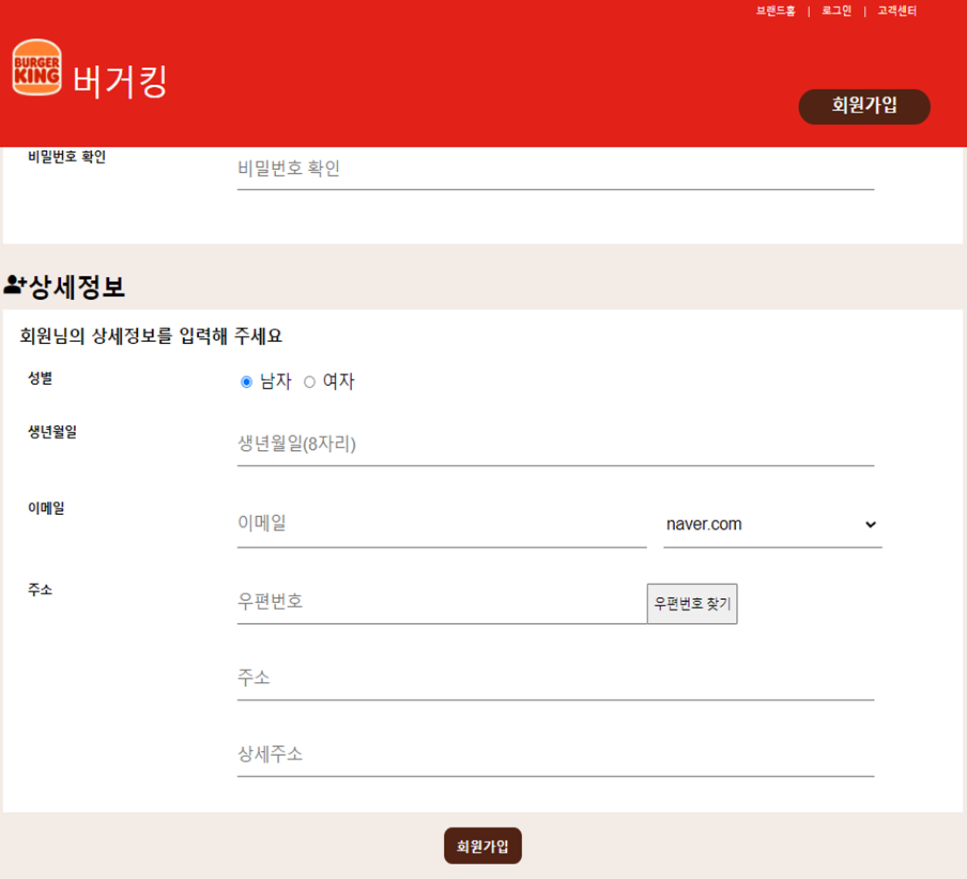 브랜드홈 | 로그인 | 고객센터
BURGER
KING
버거킹
회원가입
비밀번호 확인
비밀번호 확인
상세정보
회원님의 상세정보를 입력해 주세요
성별
남자 여자
생년월일
생년월일(8자리)
이메일
이메일 naver.com
주소
우편번호 우편번호 찾기
주소
상세주소
회원가입